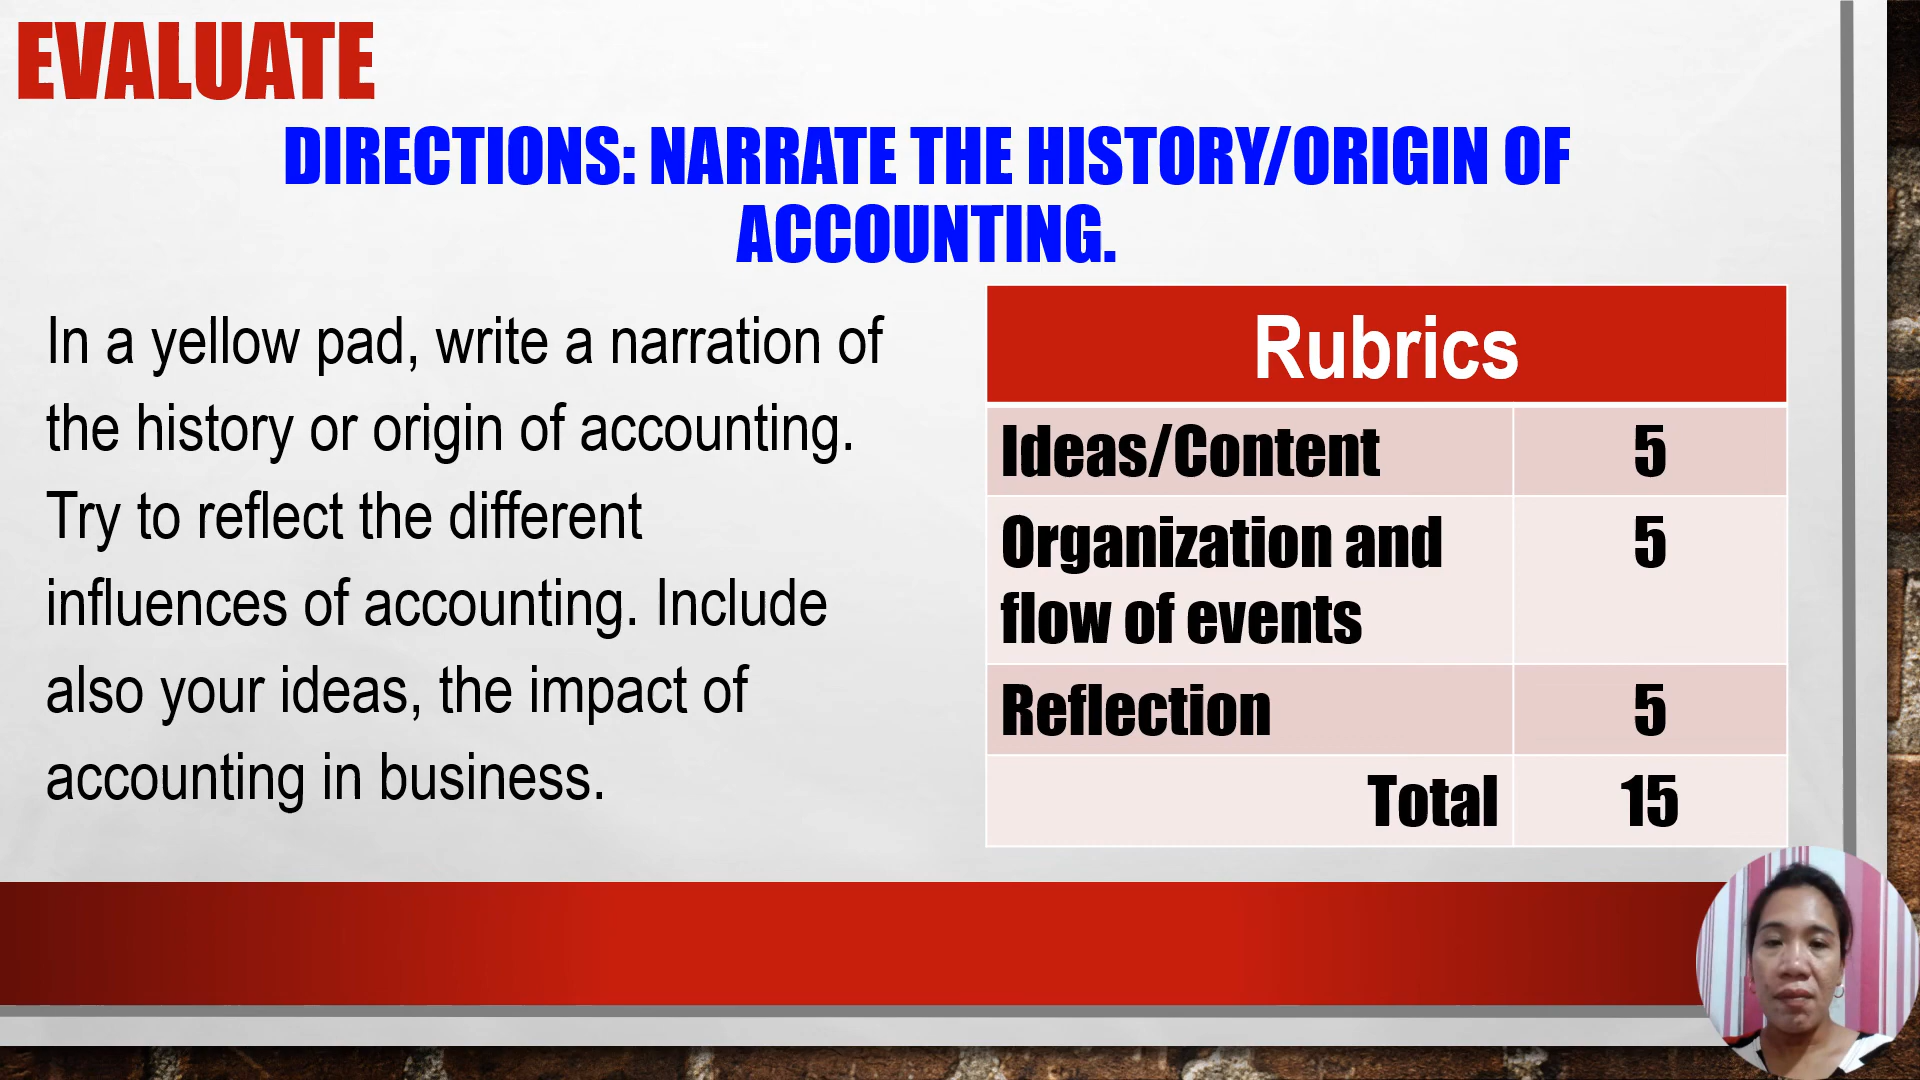 EVALUATE
DIRECTIONS: NARRATE THE HISTORY/ORIGIN OF
ACCOUNTING.
In a yellow pad, write a narration of
the history or origin of accounting.
Try to reflect the different
influences of accounting. Include
also your ideas, the impact of
accounting in business.
Rubrics
Ideas/Content 5
Organization and 5
flow of events
Reflection 5
Total 15